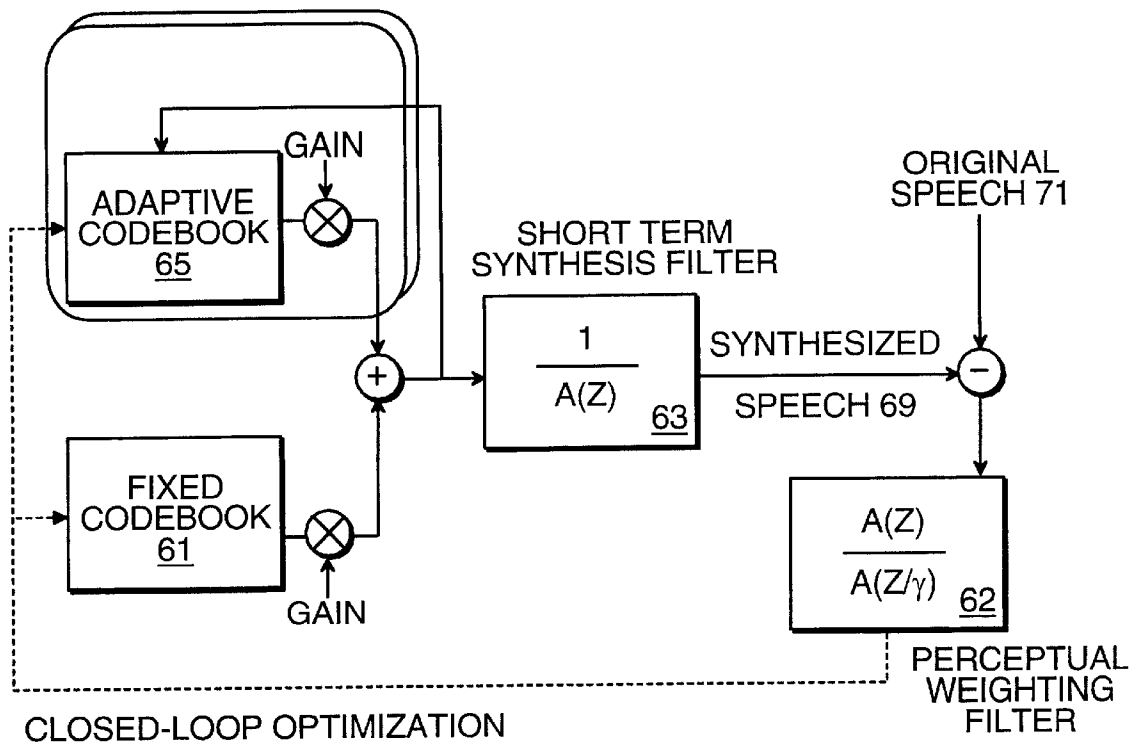 GAIN
ADAPTIVE
CODEBOOK
65
ORIGINAL
SPEECH 71
SHORT TERM
SYNTHESIS FILTER
1
A(Z)
63
SYNTHESIZED
SPEECH 69
+
−
FIXED
CODEBOOK
61
GAIN
A(Z)
A(Z/γ)
62
PERCEPTUAL
WEIGHTING
FILTER
CLOSED-LOOP OPTIMIZATION